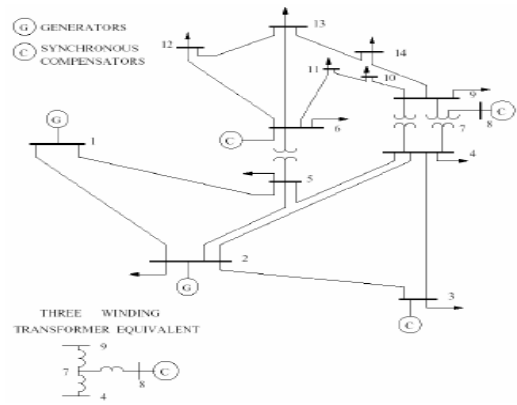 G GENERATORS
C SYNCHRONOUS
COMPENSATORS
13
12
14
11
10
9
G
C
C
6
7
8
1
5
4
2
G
3
C
THREE WINDING
TRANSFORMER EQUIVALENT
9
7
C
8
4